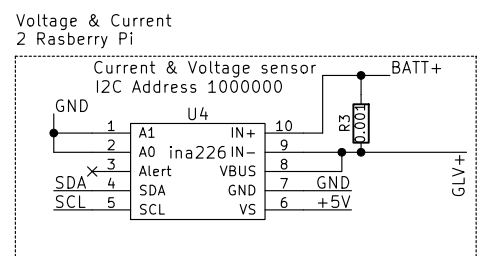 Voltage & Current
2 Rasberry Pi
Current & Voltage sensor
I2C Address 1000000
BATT+
GND
U4
1 A1 IN+ 10
2 A0 ina226 IN- 9
3 Alert VBUS 8
SDA 4 SDA GND 7 GND
SCL 5 SCL VS 6 +5V
R3
0.001
GLV+